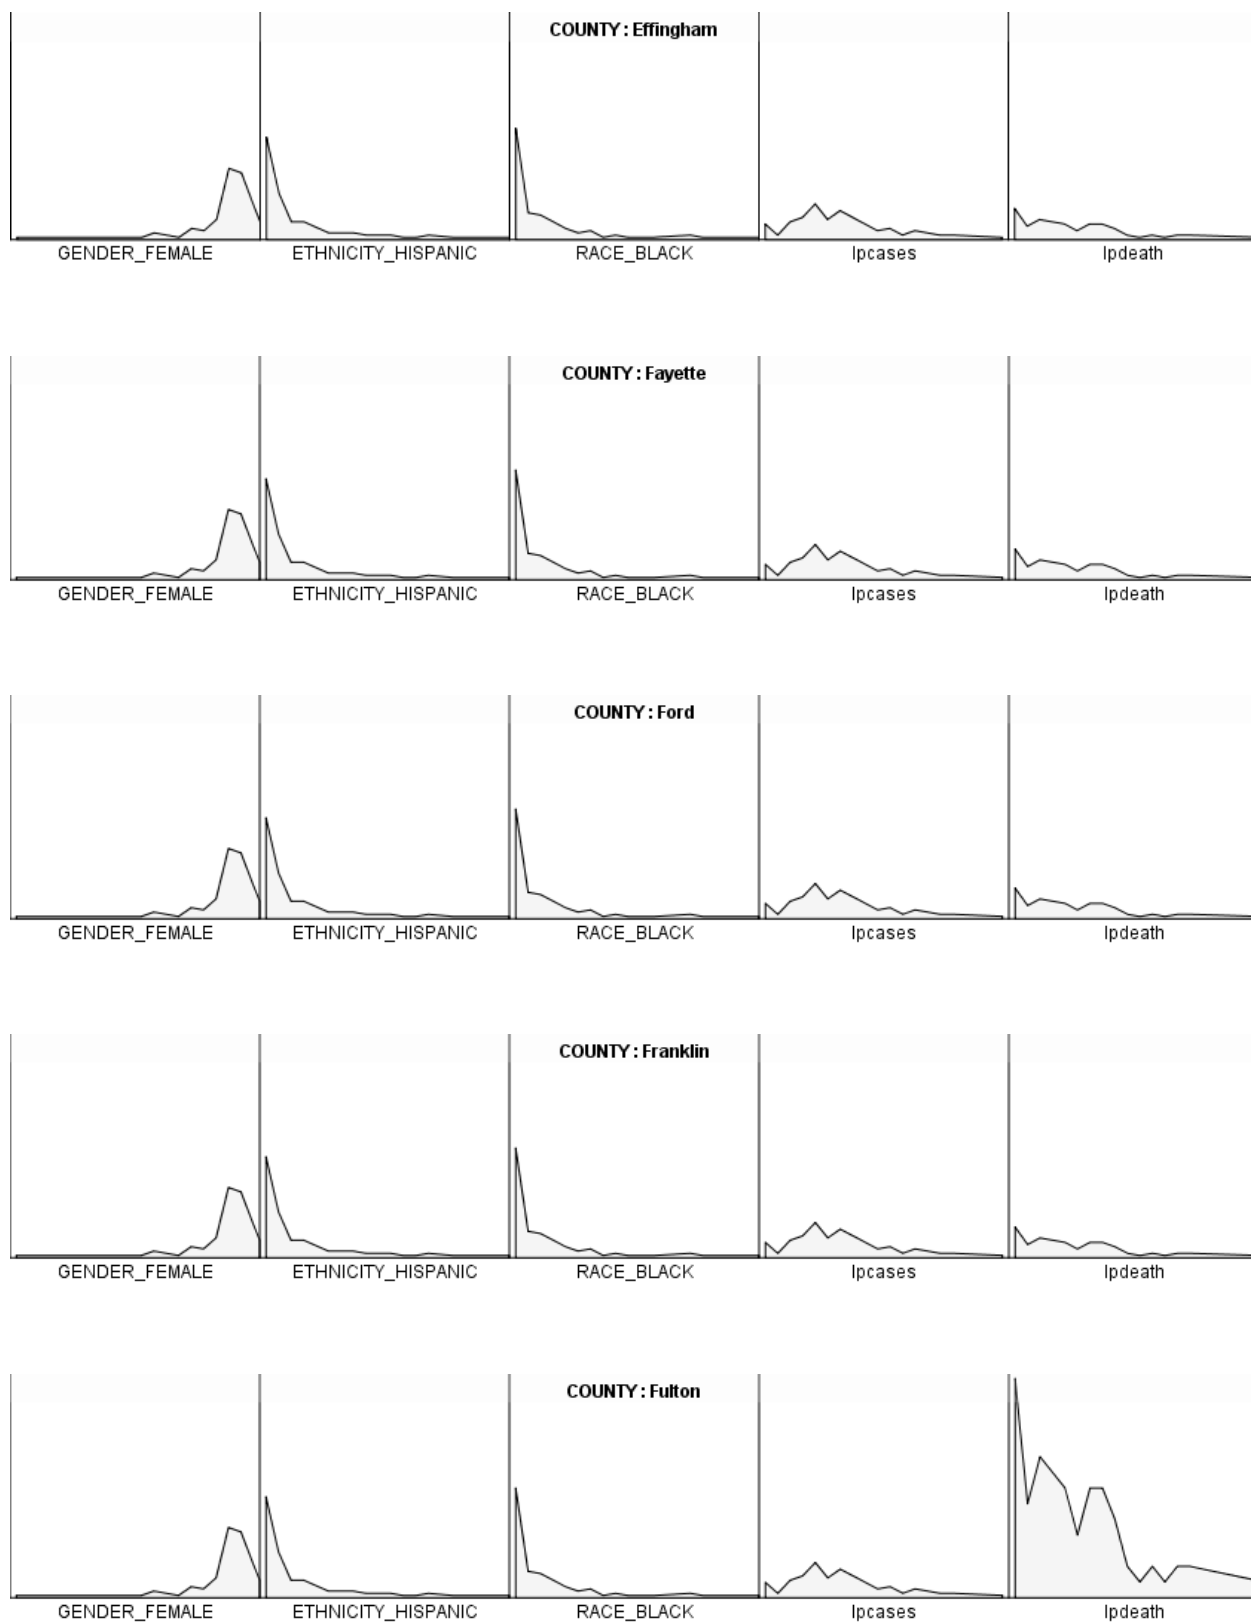 COUNTY : Effingham
GENDER_FEMALE ETHNICITY_HISPANIC RACE_BLACK lpcases lpdeath
COUNTY : Fayette
GENDER_FEMALE ETHNICITY_HISPANIC RACE_BLACK lpcases lpdeath
COUNTY : Ford
GENDER_FEMALE ETHNICITY_HISPANIC RACE_BLACK lpcases lpdeath
COUNTY : Franklin
GENDER_FEMALE ETHNICITY_HISPANIC RACE_BLACK lpcases lpdeath
COUNTY : Fulton
GENDER_FEMALE ETHNICITY_HISPANIC RACE_BLACK lpcases lpdeath